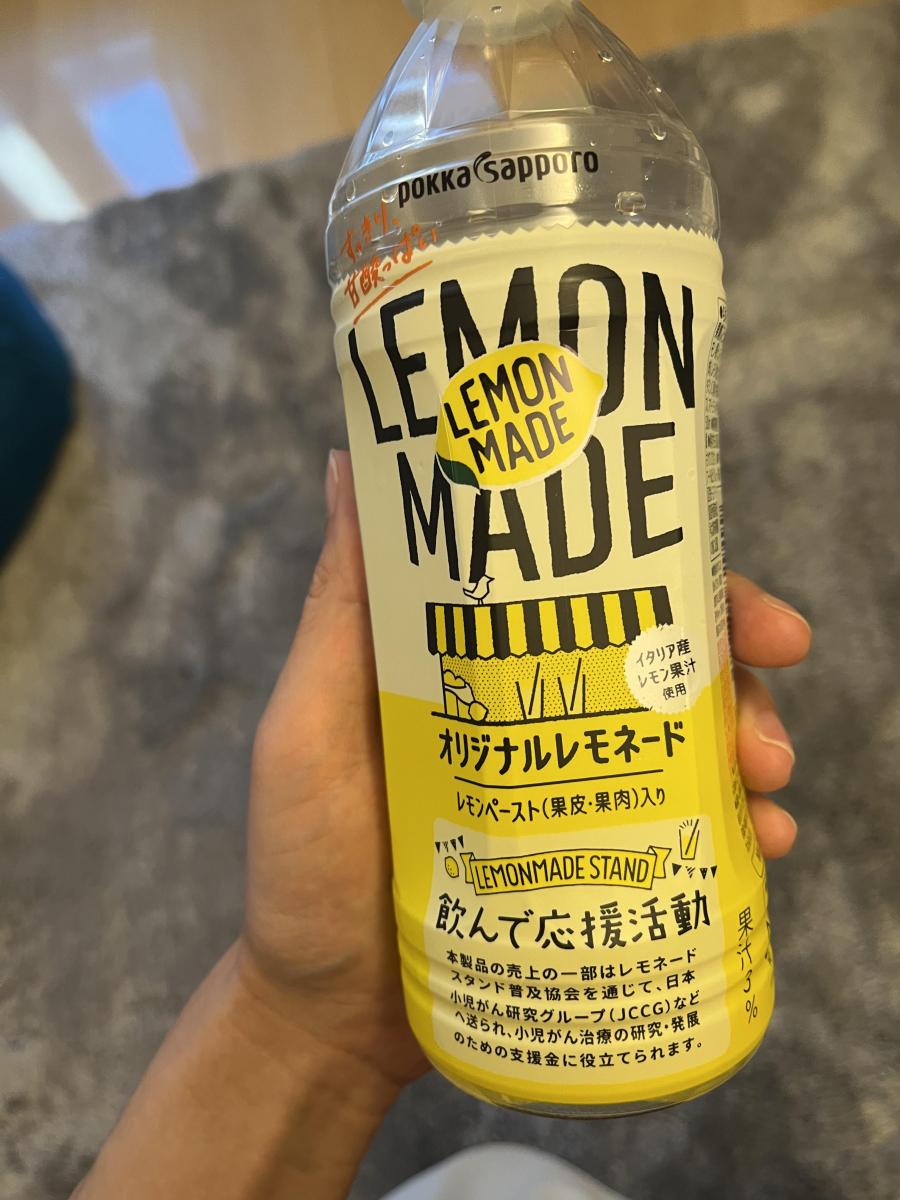 pokka sapporo
すっきり、
甘酸っぱい
LEMON
MADE
LEMON
MADE
イタリア産
レモン果汁
使用
オリジナルレモネード
レモンペースト(果皮・果肉)入り
LEMONMADE STAND
飲んで応援活動
本製品の売上の一部はレモネード
スタンド普及協会を通じて、日本
小児がん研究グループ(JCCG)など
へ送られ、小児がん治療の研究・発展
のための支援金に役立てられます。
果汁3%